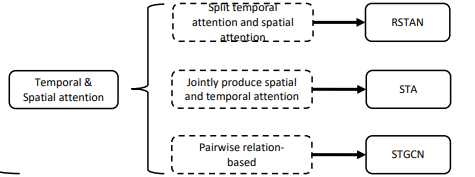 Split temporal
attention and spatial
attention
RSTAN
Temporal &
Spatial attention
Jointly produce spatial
and temporal attention
STA
Pairwise relation-
based
STGCN